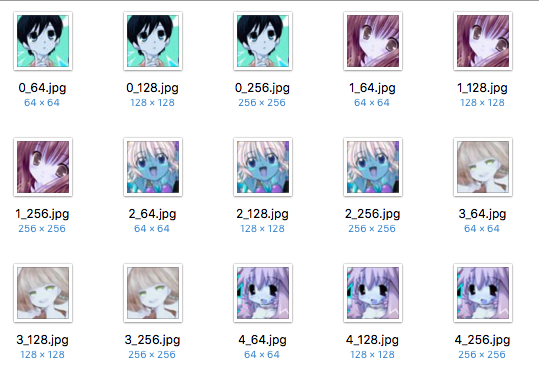 0_64.jpg 0_128.jpg 0_256.jpg 1_64.jpg 1_128.jpg
64 × 64 128 × 128 256 × 256 64 × 64 128 × 128
1_256.jpg 2_64.jpg 2_128.jpg 2_256.jpg 3_64.jpg
256 × 256 64 × 64 128 × 128 256 × 256 64 × 64
3_128.jpg 3_256.jpg 4_64.jpg 4_128.jpg 4_256.jpg
128 × 128 256 × 256 64 × 64 128 × 128 256 × 256